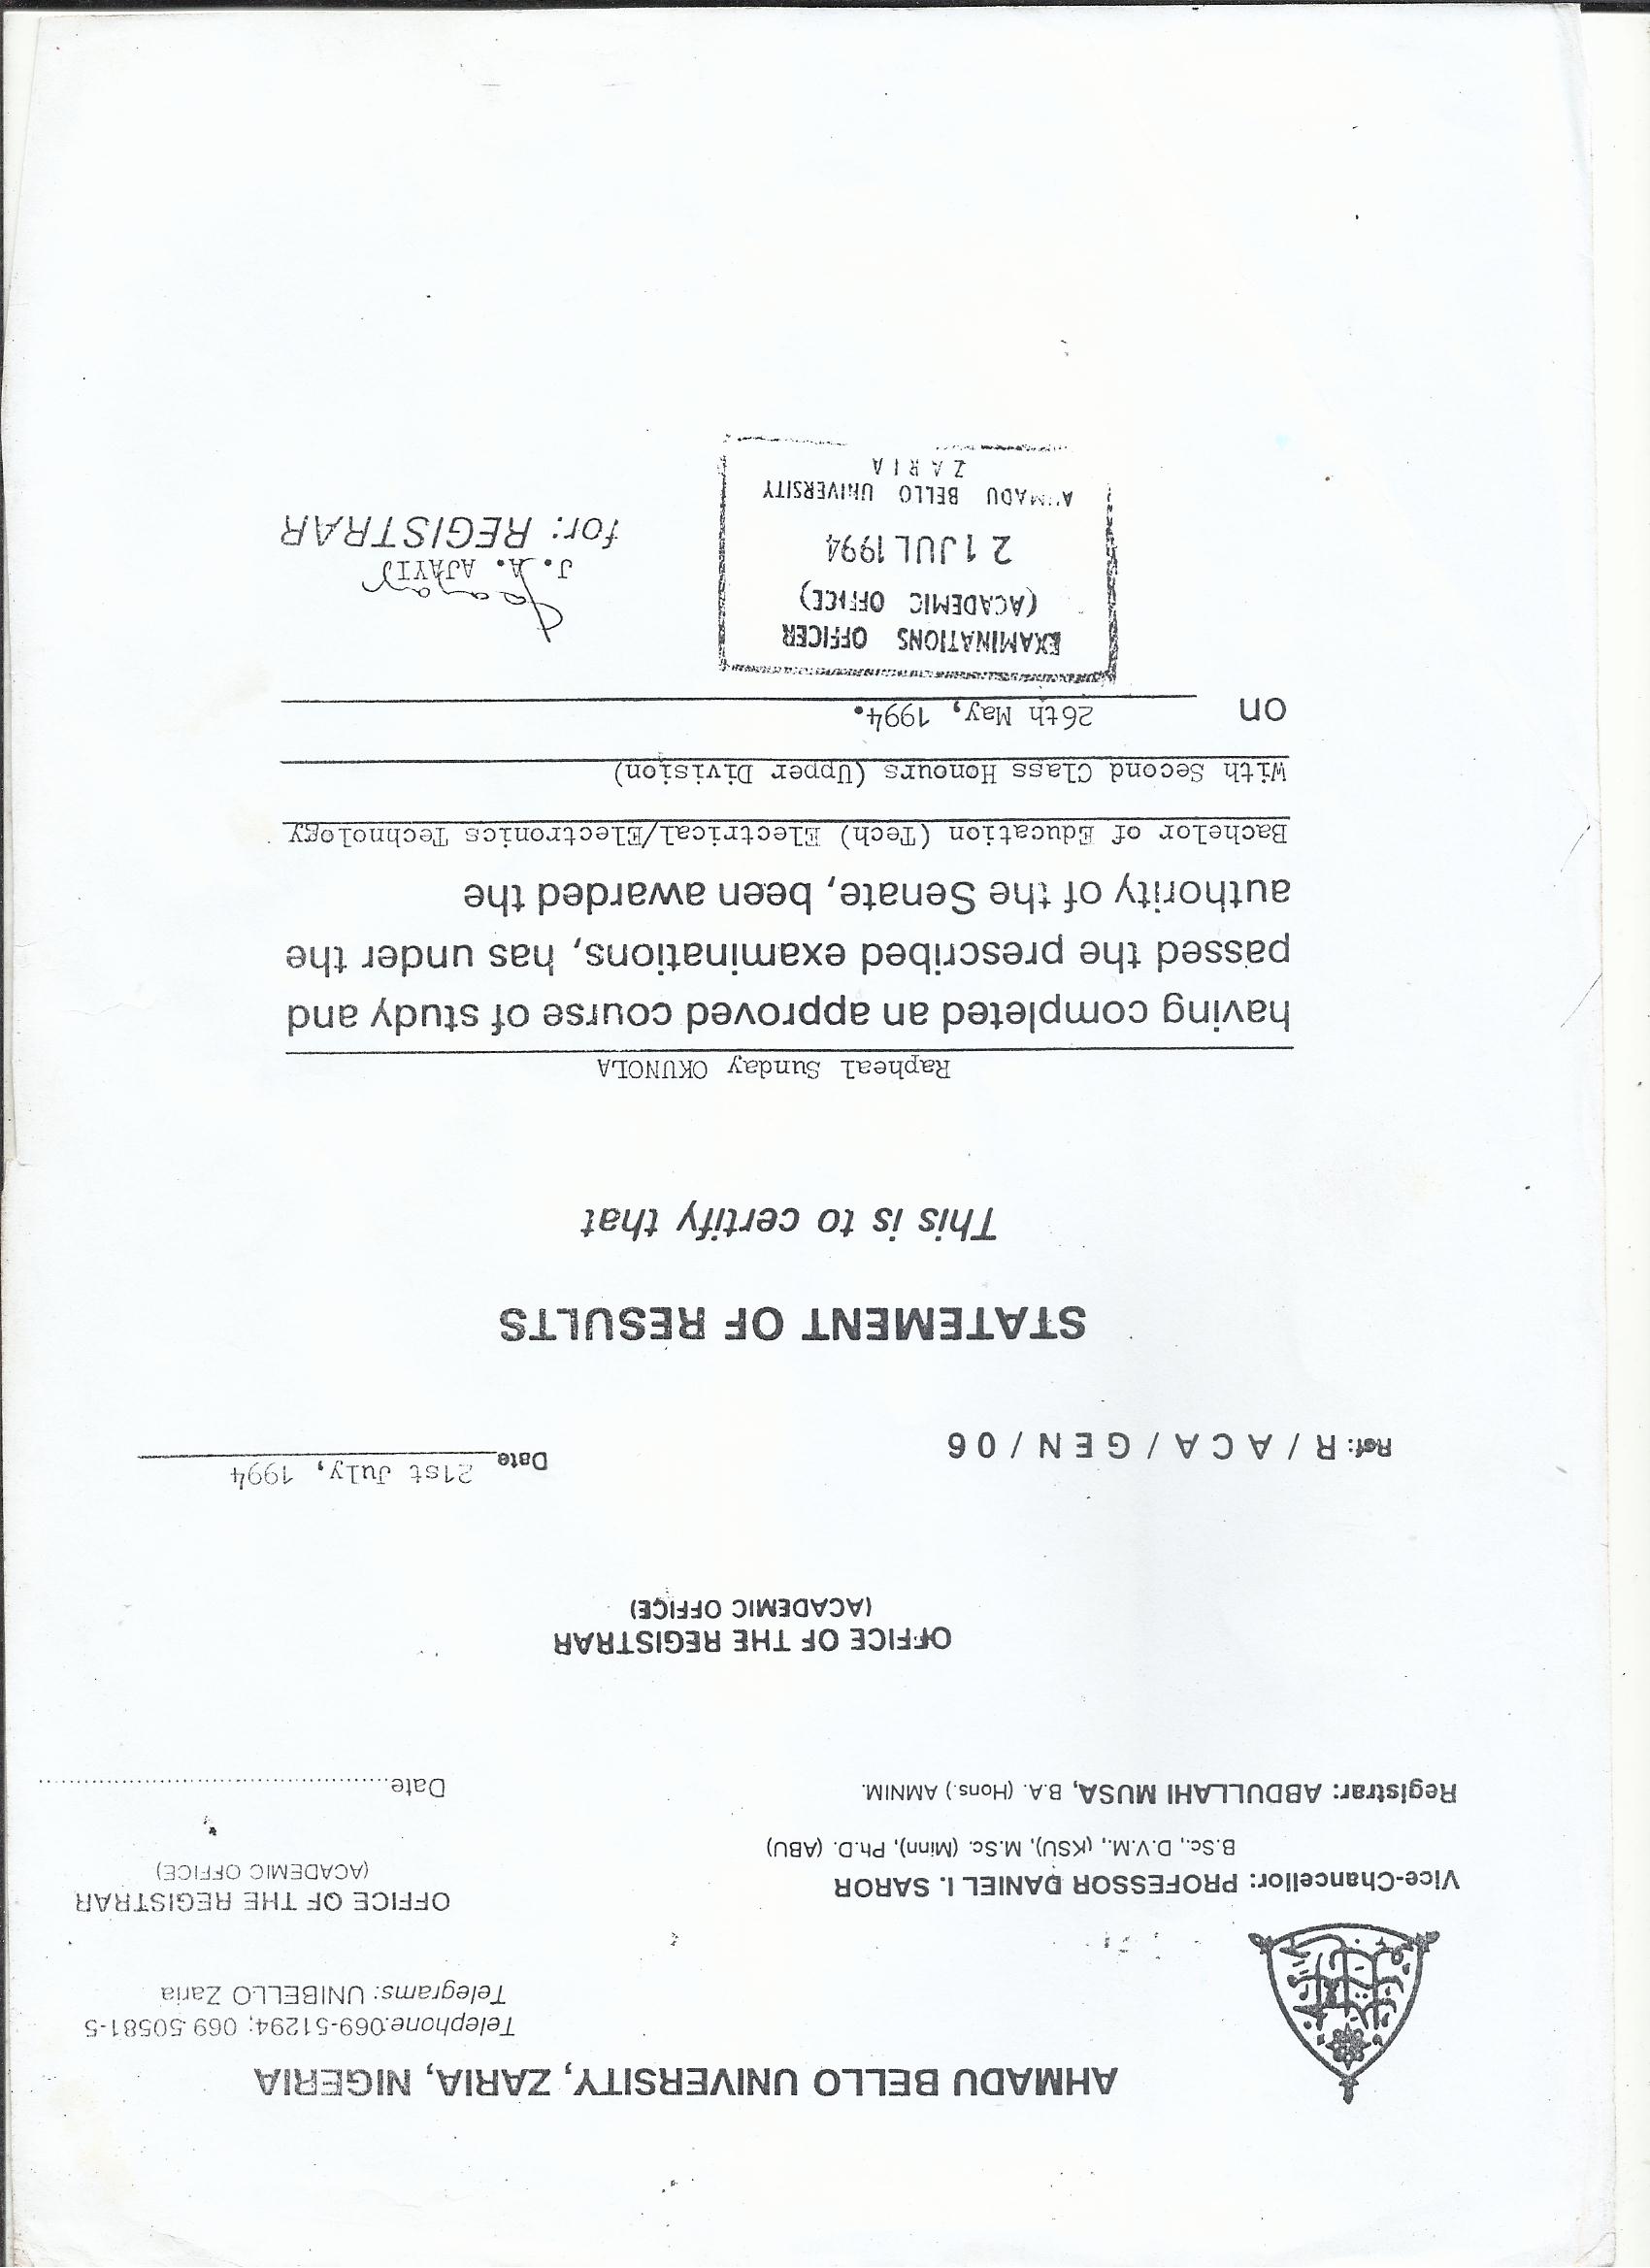 AHMADU BELLO UNIVERSITY, ZARIA, NIGERIA
Telephone:069-51294; 069 50581-5
Telegrams: UNIBELLO Zaria
Vice-Chancellor: PROFESSOR DANIEL I. SAROR
B.Sc., D.V.M., (KSU), M.Sc. (Minn), Ph.D. (ABU)
OFFICE OF THE REGISTRAR
(ACADEMIC OFFICE)
Registrar: ABDULLAHI MUSA, B.A. (Hons.) AMNIM.
Date
OFFICE OF THE REGISTRAR
(ACADEMIC OFFICE)
Ref: R/ACA/GEN/06
Date 21st July, 1994
STATEMENT OF RESULTS
This is to certify that
Rapheal Sunday OKUNOLA
having completed an approved course of study and
passed the prescribed examinations, has under the
authority of the Senate, been awarded the
Bachelor of Education (Tech) Electrical/Electronics Technology
With Second Class Honours (Upper Division)
on 26th May, 1994.
EXAMINATIONS OFFICER
(ACADEMIC OFFICE)
21 JUL 1994
AHMADU BELLO UNIVERSITY
ZARIA
J. A. AJAYI
for: REGISTRAR